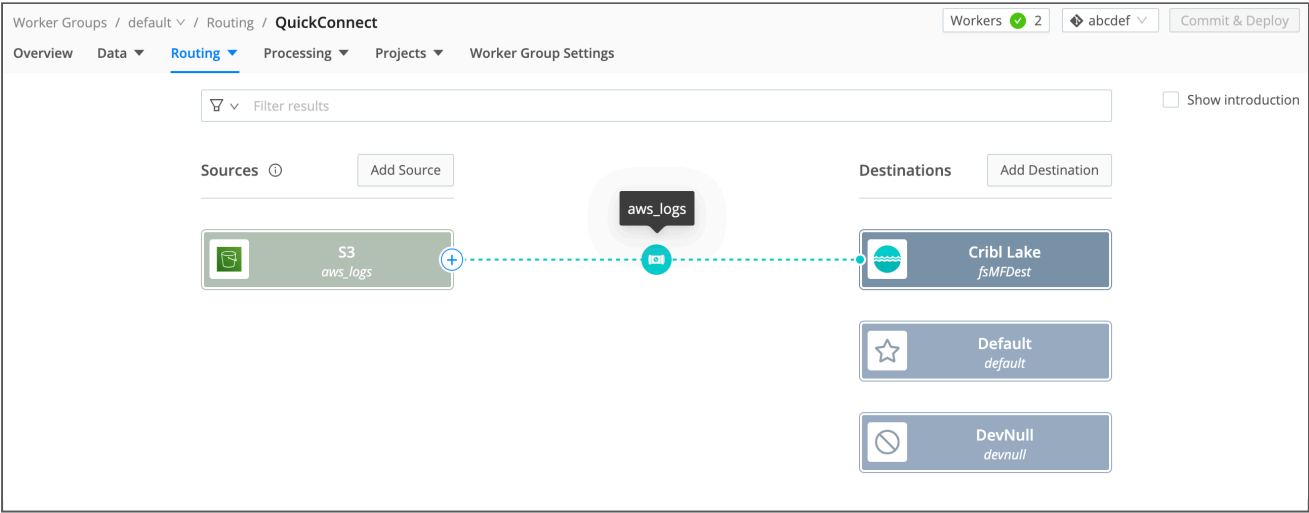 Worker Groups / default / Routing / QuickConnect
Workers 2 abcdef Commit & Deploy
Overview Data Routing Processing Projects Worker Group Settings
Filter results
Show introduction
Sources Add Source
Destinations Add Destination
aws_logs
S3
aws_logs
Cribl Lake
fsMFDest
Default
default
DevNull
devnull